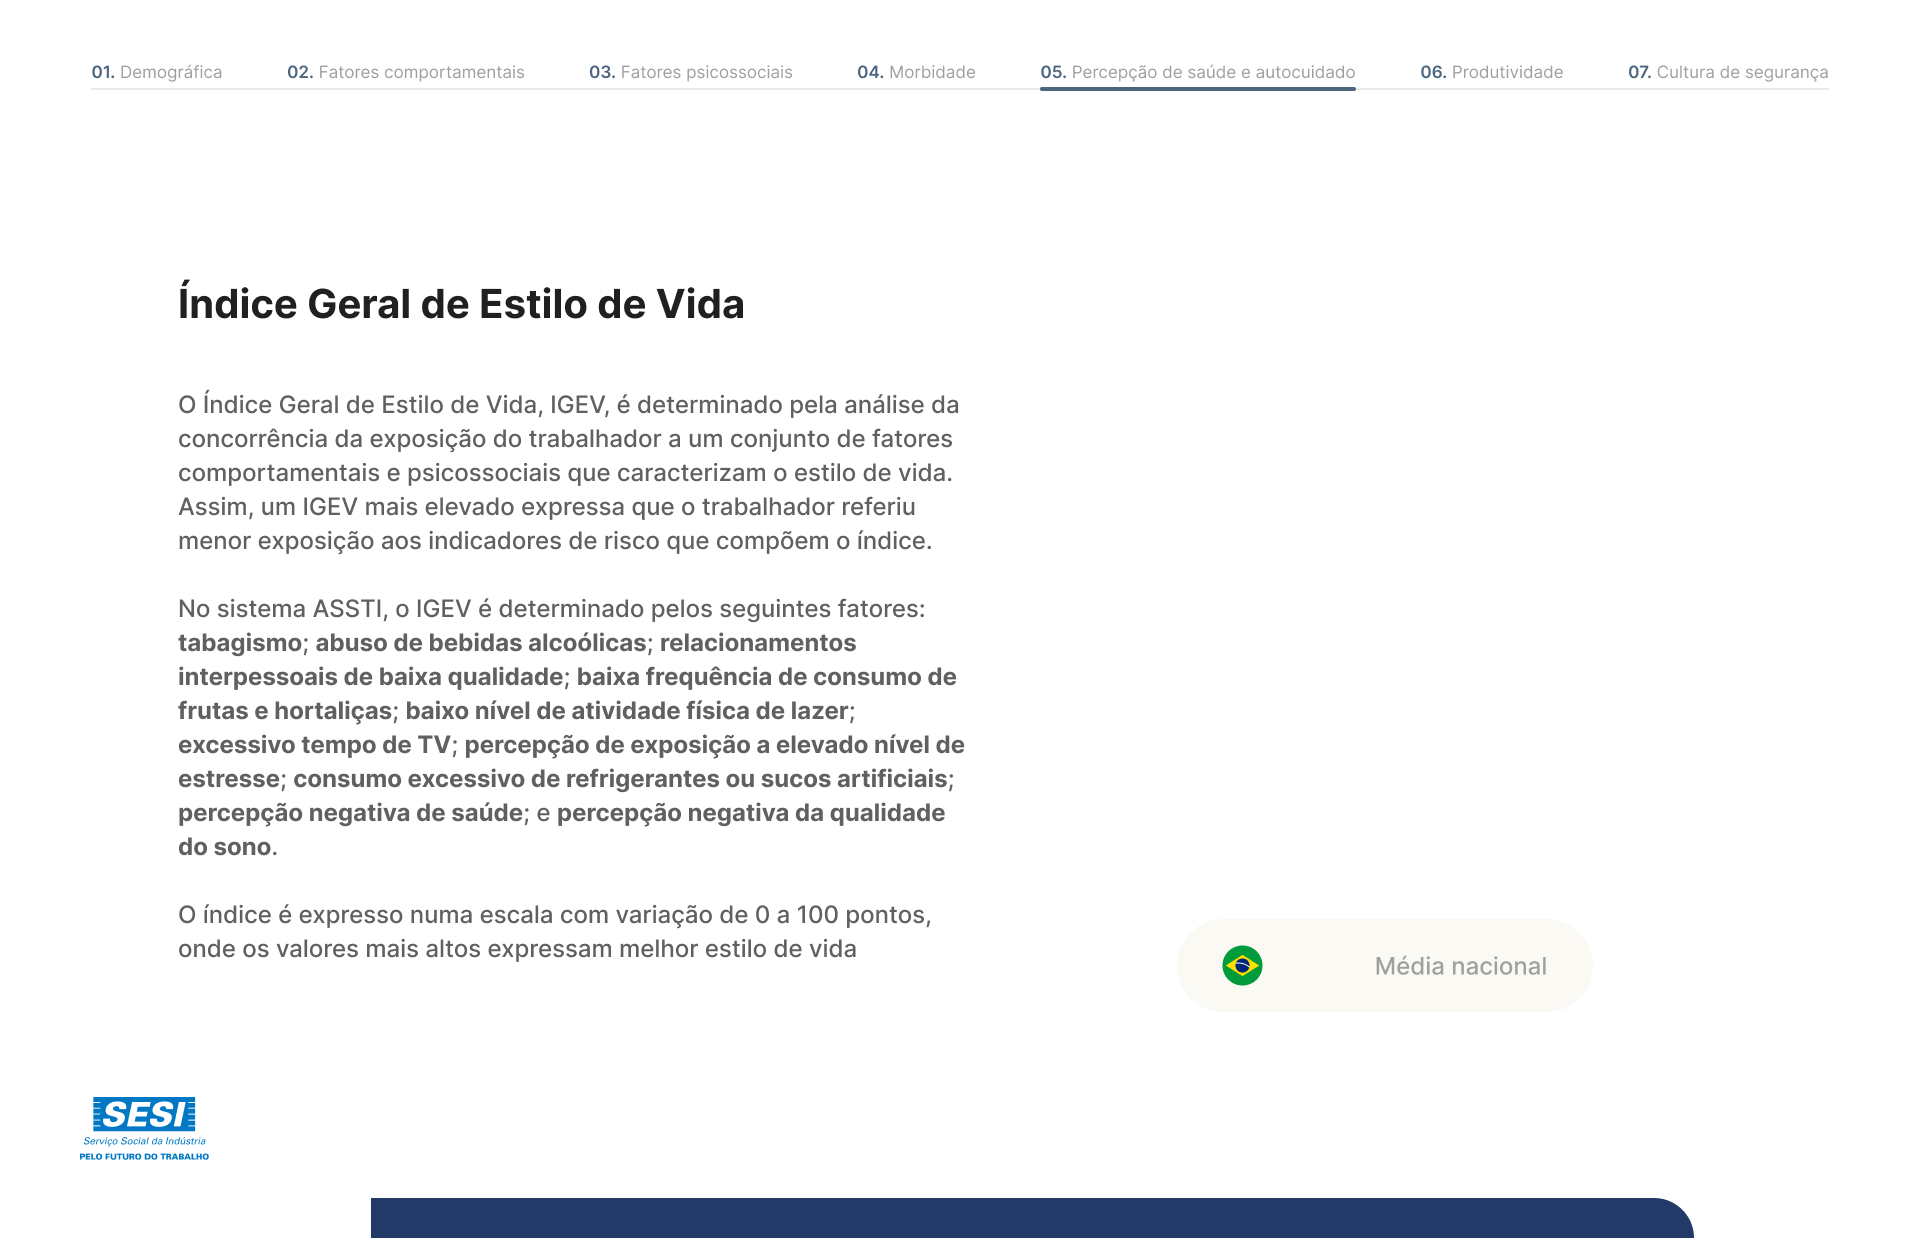 01. Demográfica
02. Fatores comportamentais
03. Fatores psicossociais
04. Morbidade
05. Percepção de saúde e autocuidado
06. Produtividade
07. Cultura de segurança
Índice Geral de Estilo de Vida
O Índice Geral de Estilo de Vida, IGEV, é determinado pela análise da
concorrência da exposição do trabalhador a um conjunto de fatores
comportamentais e psicossociais que caracterizam o estilo de vida.
Assim, um IGEV mais elevado expressa que o trabalhador referiu
menor exposição aos indicadores de risco que compõem o índice.
No sistema ASSTI, o IGEV é determinado pelos seguintes fatores:
tabagismo; abuso de bebidas alcoólicas; relacionamentos
interpessoais de baixa qualidade; baixa frequência de consumo de
frutas e hortaliças; baixo nível de atividade física de lazer;
excessivo tempo de TV; percepção de exposição a elevado nível de
estresse; consumo excessivo de refrigerantes ou sucos artificiais;
percepção negativa de saúde; e percepção negativa da qualidade
do sono.
O índice é expresso numa escala com variação de 0 a 100 pontos,
onde os valores mais altos expressam melhor estilo de vida
Média nacional
SESI
Serviço Social da Indústria
PELO FUTURO DO TRABALHO